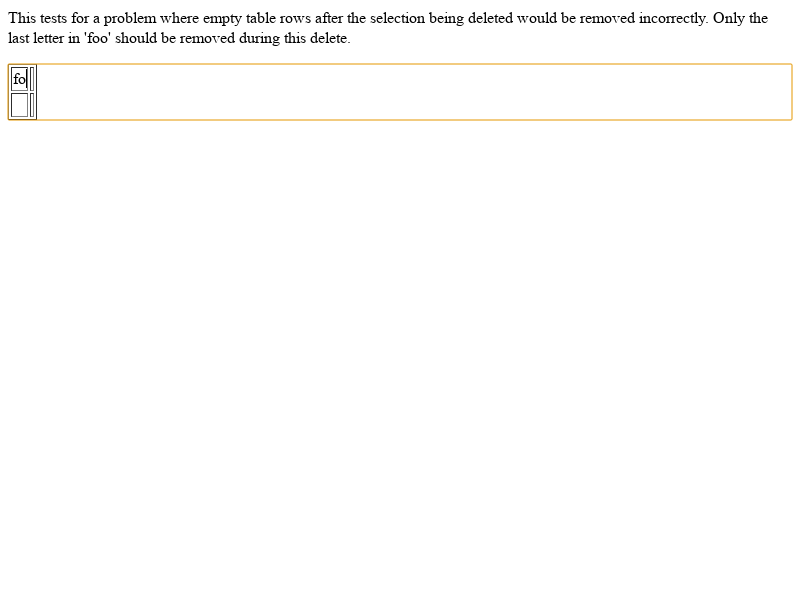 This tests for a problem where empty table rows after the selection being deleted would be removed incorrectly. Only the
last letter in 'foo' should be removed during this delete.
fo